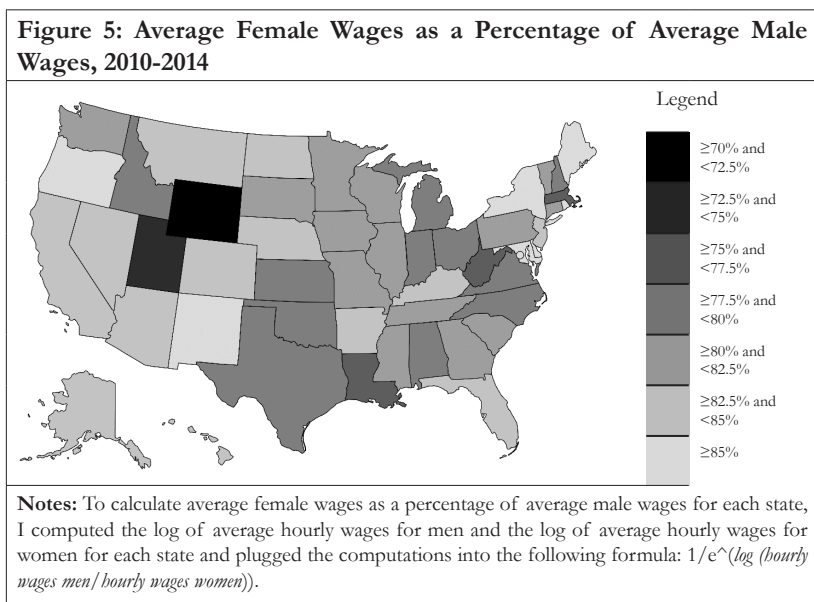 Figure 5: Average Female Wages as a Percentage of Average Male
Wages, 2010-2014
Legend
≥70% and
<72.5%
≥72.5% and
<75%
≥75% and
<77.5%
≥77.5% and
<80%
≥80% and
<82.5%
≥82.5% and
<85%
≥85%
Notes: To calculate average female wages as a percentage of average male wages for each state,
I computed the log of average hourly wages for men and the log of average hourly wages for
women for each state and plugged the computations into the following formula: 1/e^(log (hourly
wages men/hourly wages women)).